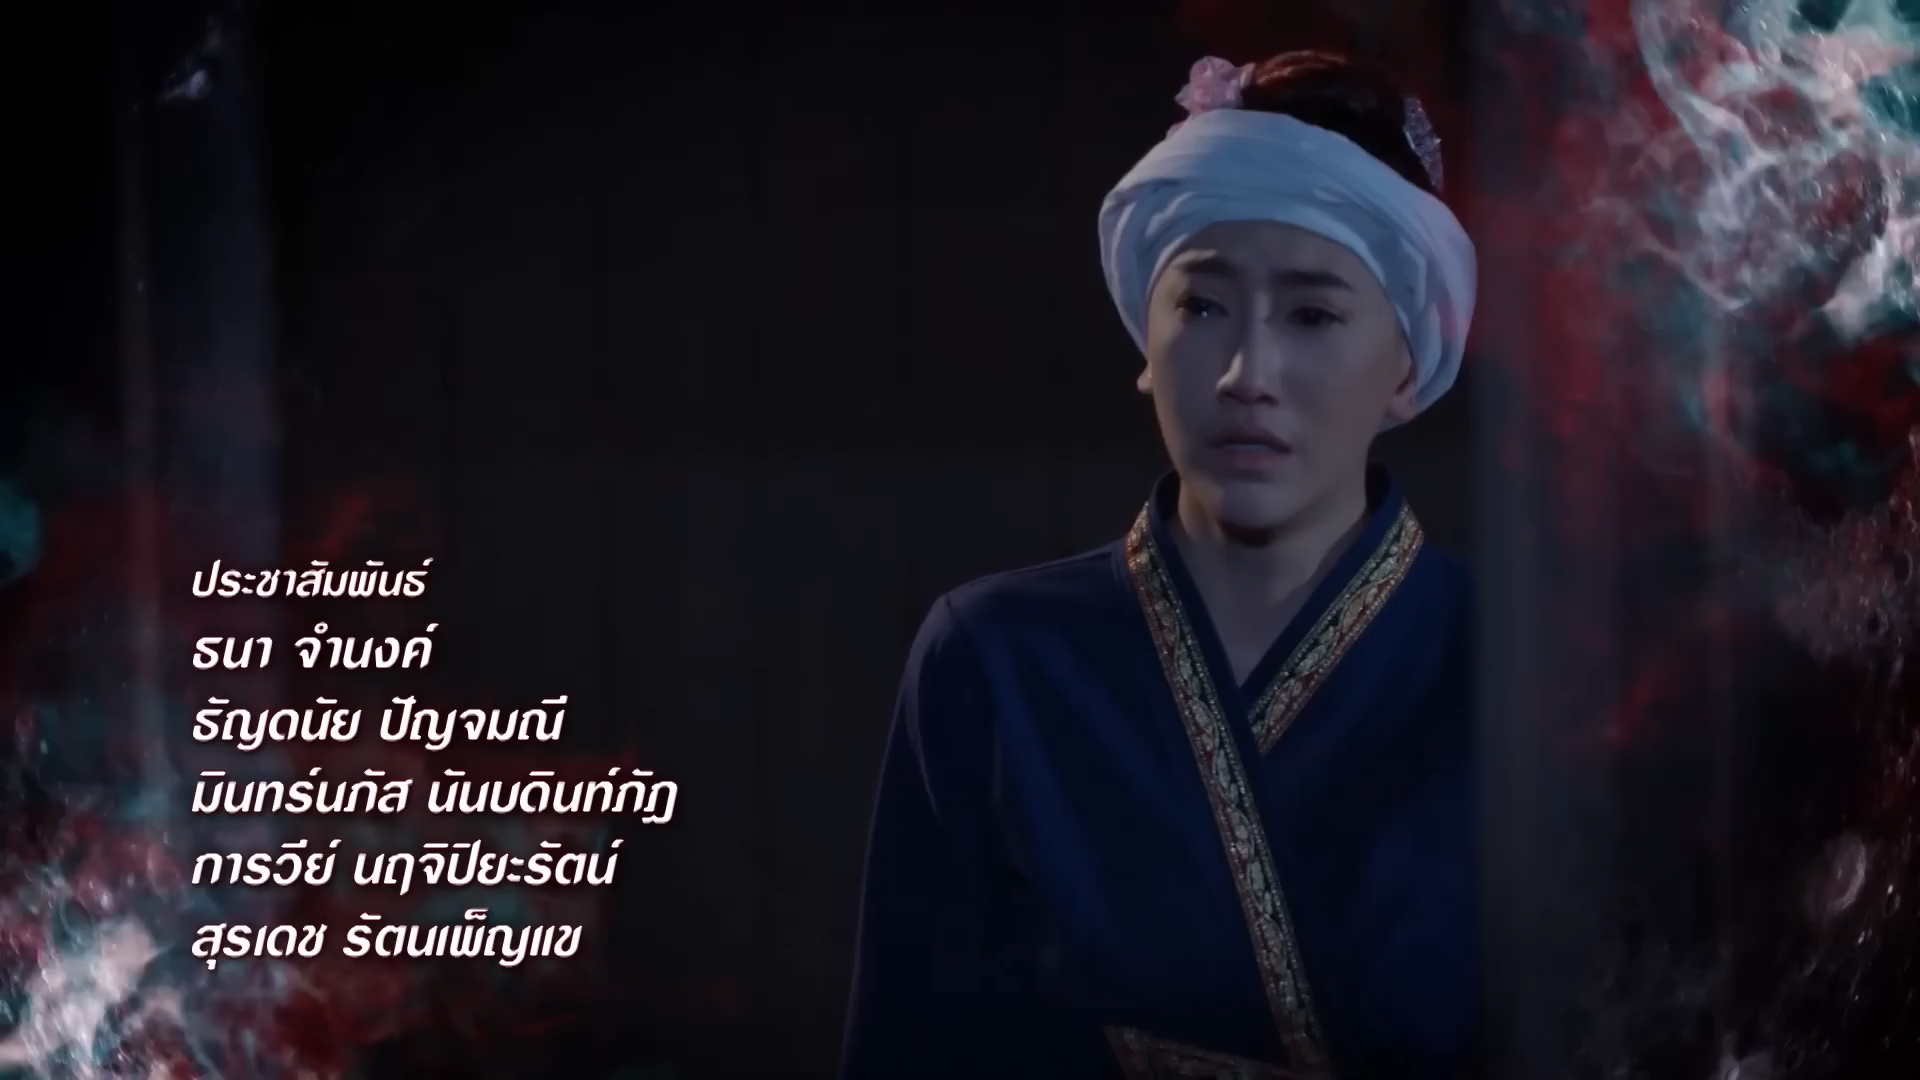 ประชาสัมพันธ์
ธนา จำนงค์
ธัญดนัย ปัญจมณี
มินทร์นภัส นันบดินท์ภัฏ
การวีย์ นฤจิปิยะรัตน์
สุรเดช รัตนเพ็ญแข